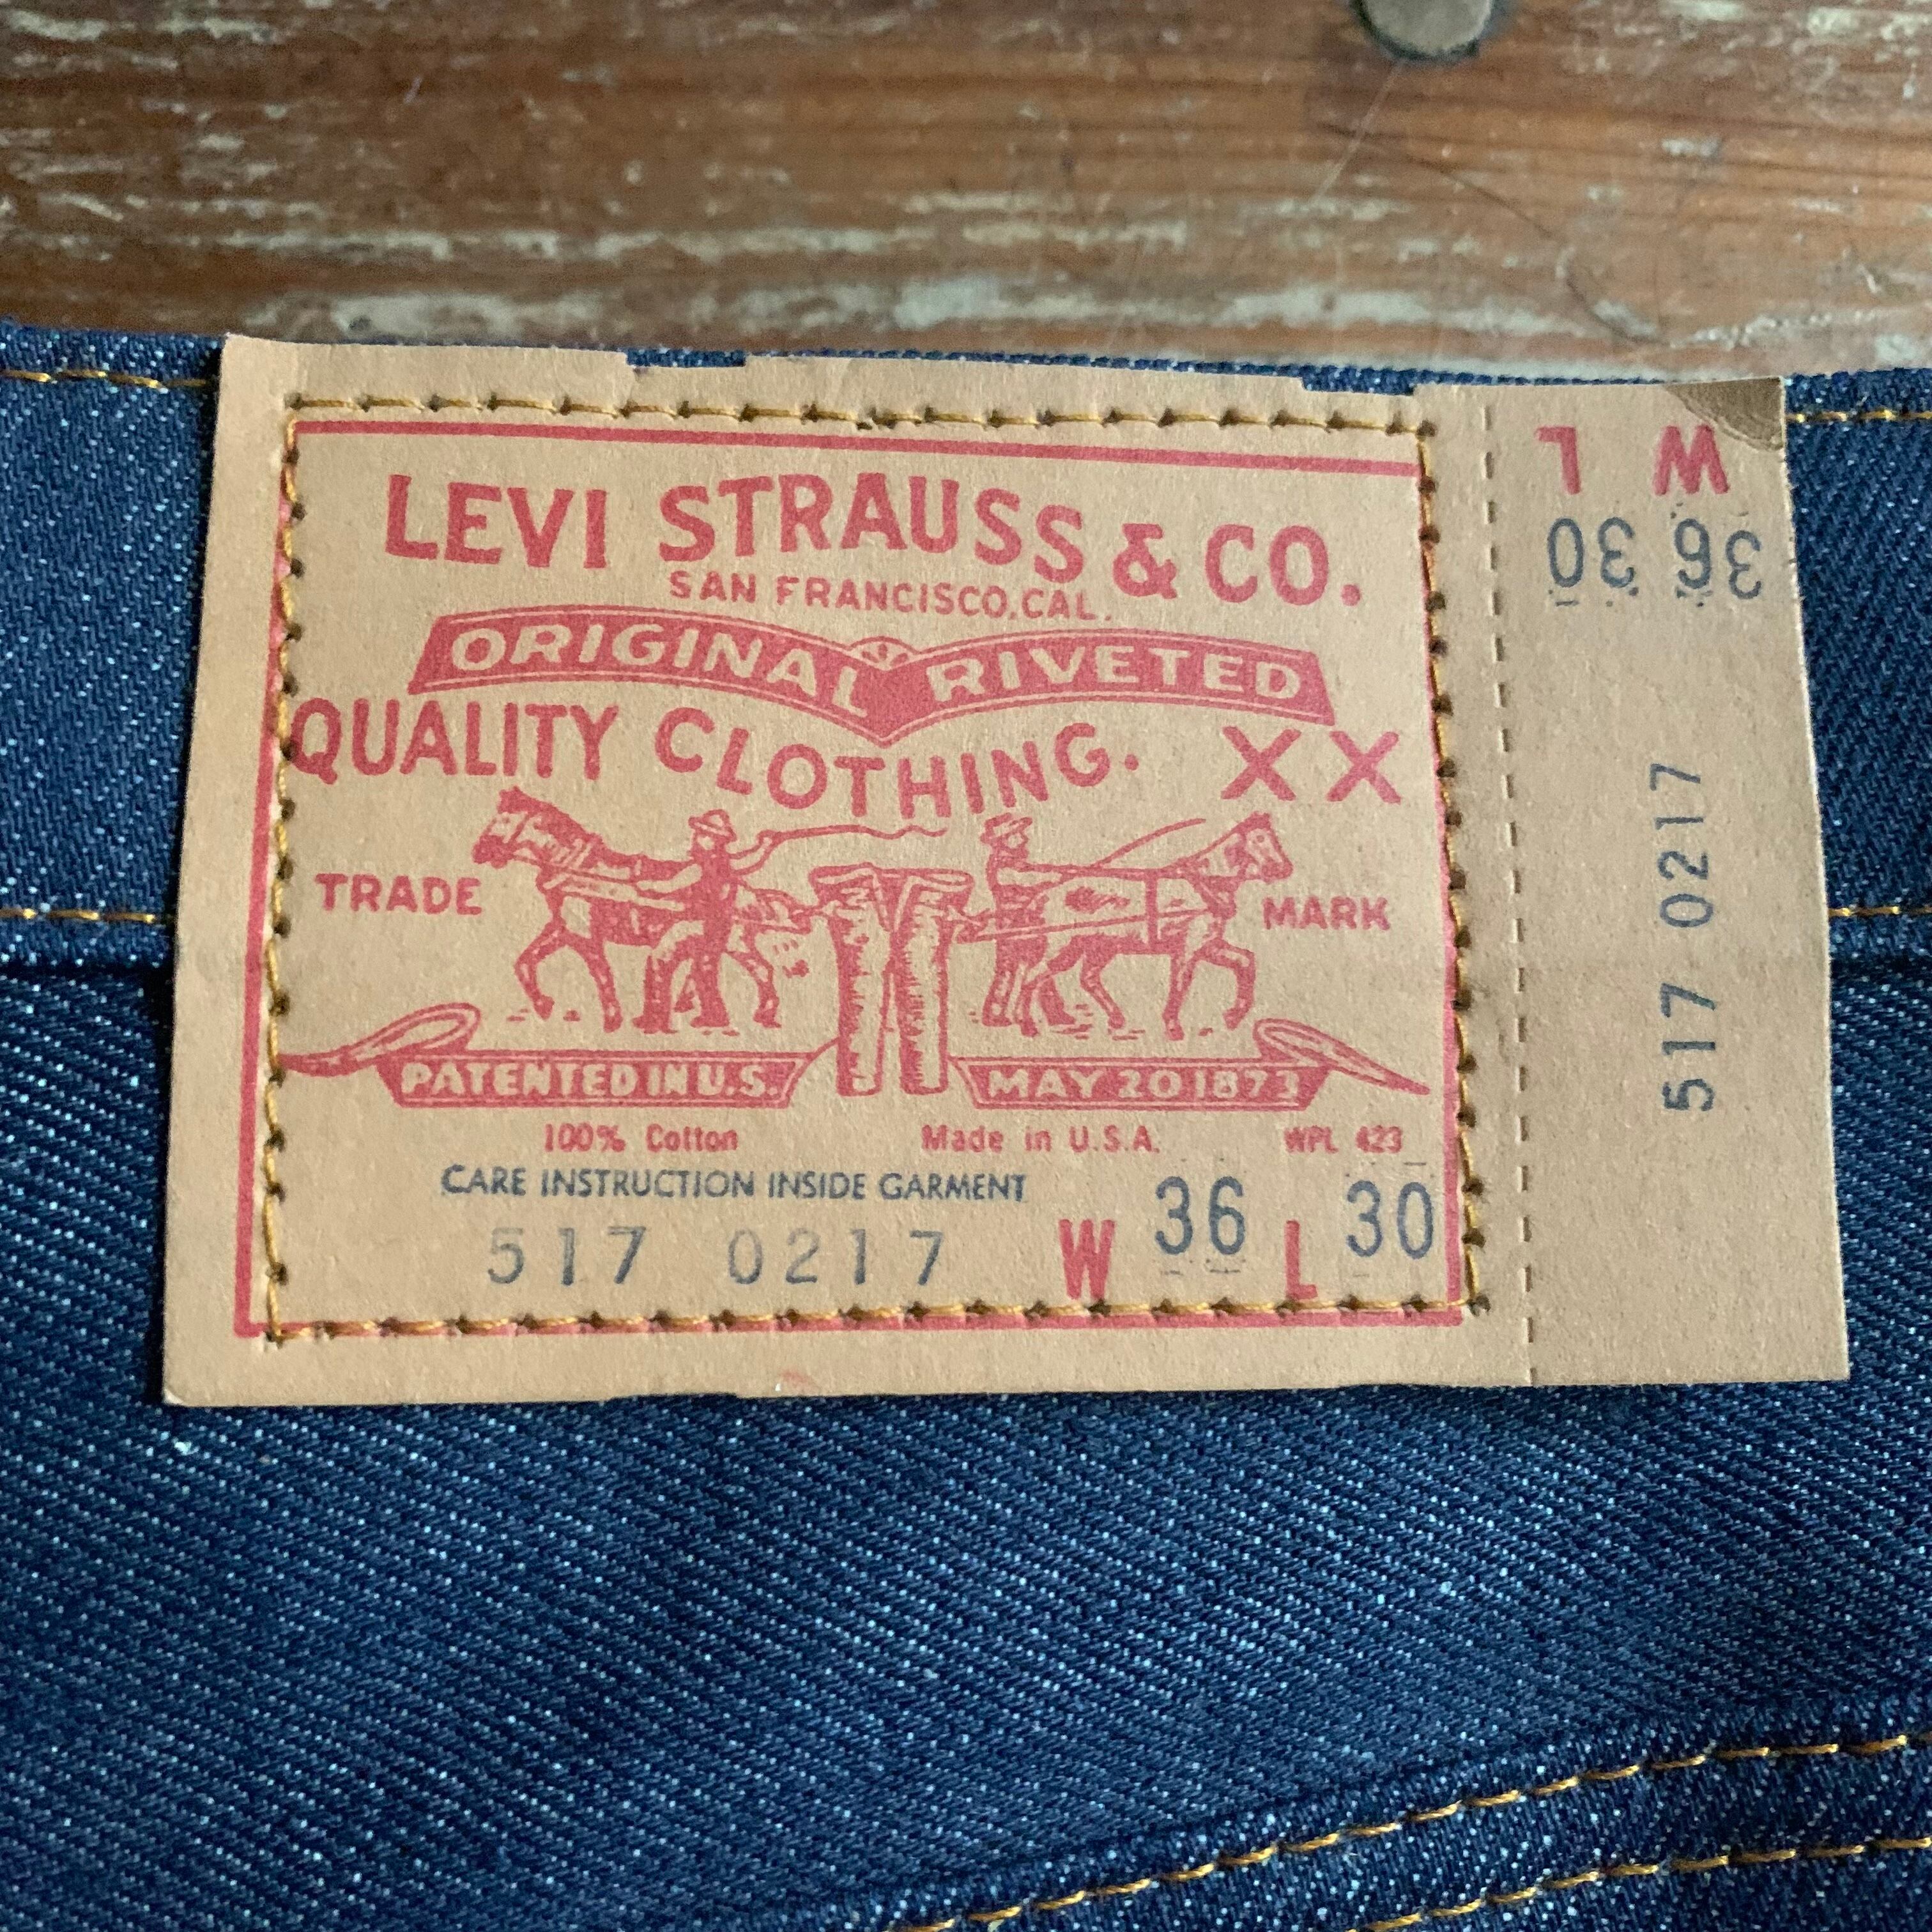 LEVI STRAUSS & CO.
SAN FRANCISCO, CAL.
ORIGINAL RIVETED
QUALITY CLOTHING. XX
TRADE MARK
PATENTED IN U.S. MAY 20 1873
100% Cotton Made in U.S.A. WPL 423
CARE INSTRUCTION INSIDE GARMENT
517 0217 W 36 L 30
W 36 L 30
517 0217